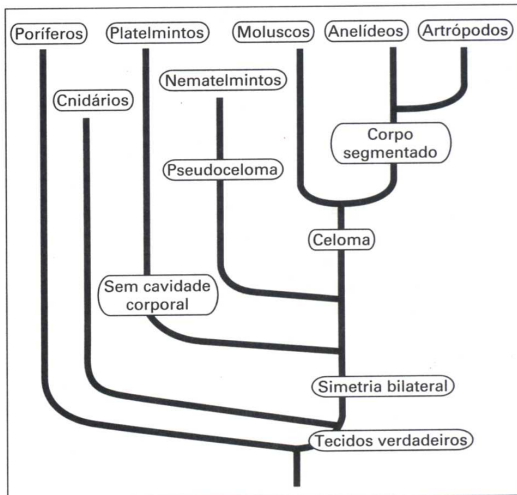 Poríferos
Platelmintos
Moluscos
Anelídeos
Artrópodos
Nematelmintos
Cnidários
Corpo
segmentado
Pseudoceloma
Celoma
Sem cavidade
corporal
Simetria bilateral
Tecidos verdadeiros